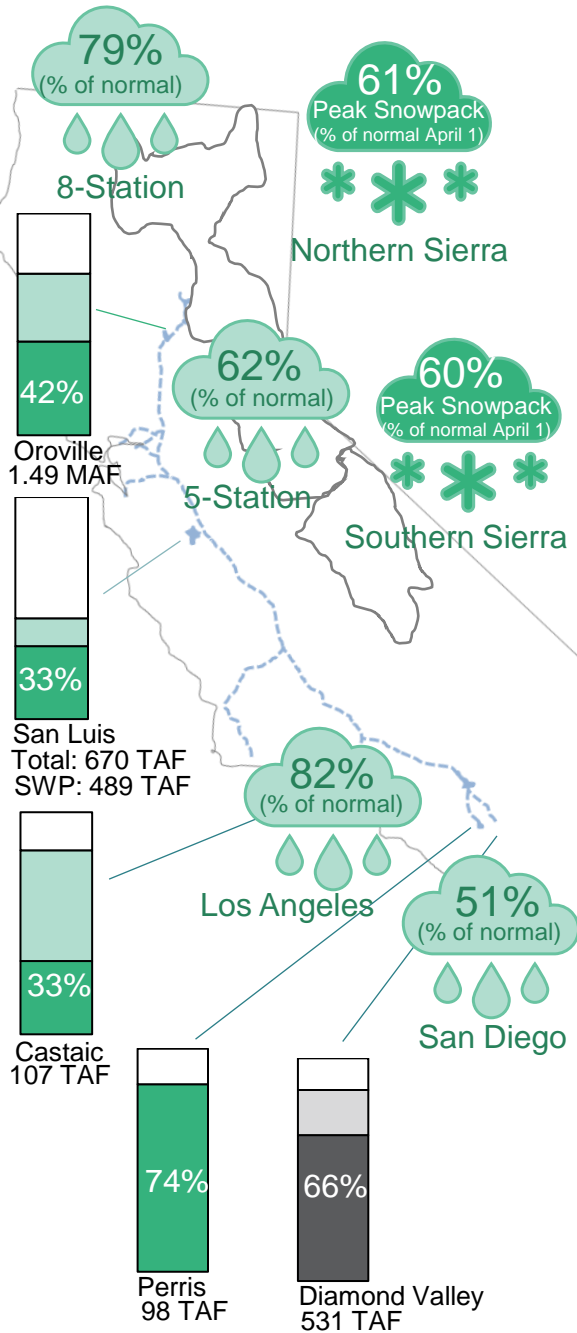 79%
(% of normal)
8-Station
61%
Peak Snowpack
(% of normal April 1)
Northern Sierra
42%
Oroville
1.49 MAF
62%
(% of normal)
5-Station
60%
Peak Snowpack
(% of normal April 1)
Southern Sierra
33%
San Luis
Total: 670 TAF
SWP: 489 TAF
82%
(% of normal)
Los Angeles
51%
(% of normal)
San Diego
33%
Castaic
107 TAF
74%
Perris
98 TAF
66%
Diamond Valley
531 TAF